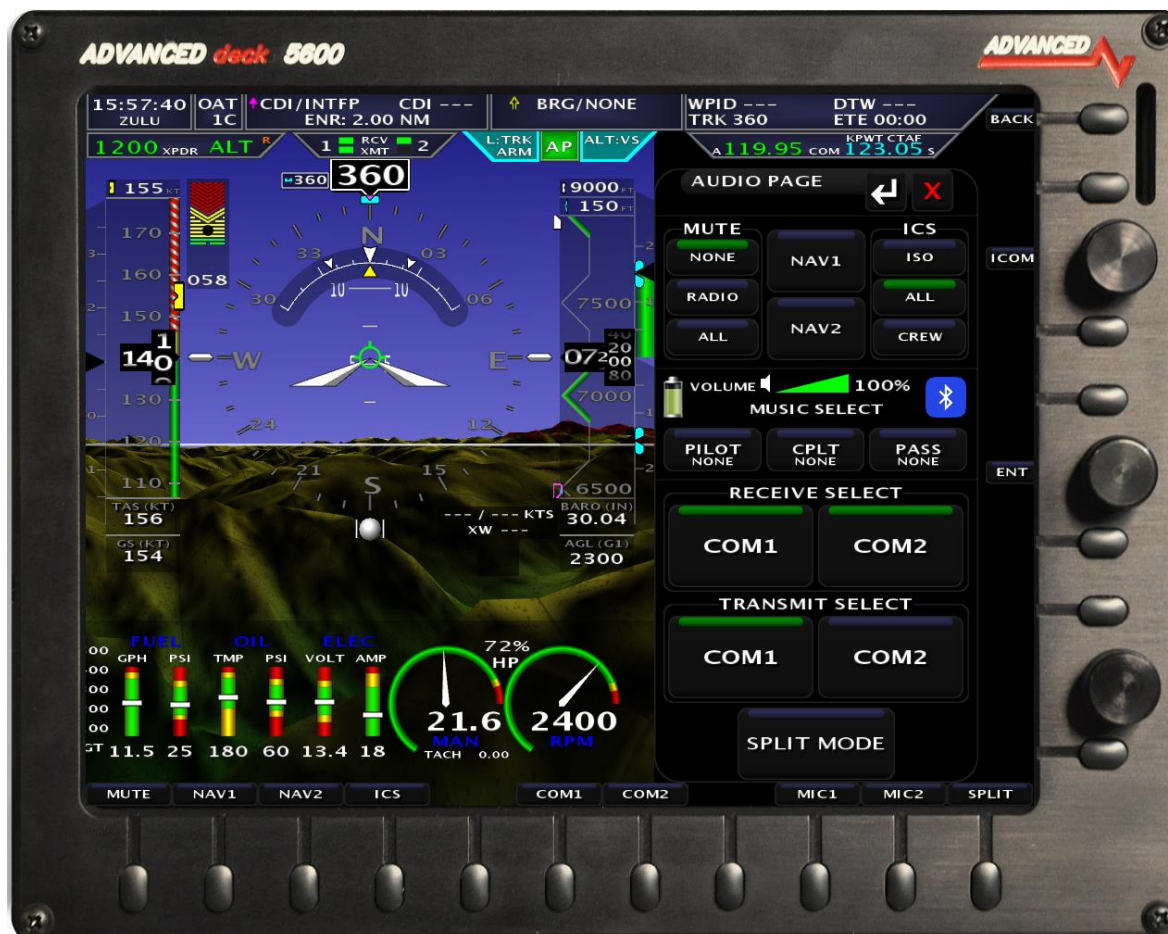 ADVANCED deck 5600
ADVANCED
15:57:40 OAT CDI/INTFP CDI --- BRG/NONE WPID --- DTW ---
ZULU 1C ENR: 2.00 NM TRK 360 ETE 00:00
BACK
1200 XPDR ALT R 1 RCV 2 L:TRK AP ALT:VS KPWT CTAF
XMT ARM A 119.95 COM 123.05 S
360 360
155 KT 9000 FT
150 FT
AUDIO PAGE X
MUTE ICS
NONE NAV1 ISO ICOM
RADIO ALL
ALL NAV2 CREW
170
160 058
150
140
130
120
110
N
33 03
30 06
10 10
W E
24 12
21 15
S
7500
07200
40
20
00
80
7000
6500
VOLUME 100%
MUSIC SELECT
PILOT CPLT PASS ENT
NONE NONE NONE
TAS (KT)
156
GS (KT)
154
--- / --- KTS
XW ---
BARO (IN)
30.04
AGL (G1)
2300
RECEIVE SELECT
COM1 COM2
TRANSMIT SELECT
COM1 COM2
SPLIT MODE
FUEL OIL ELEC
GPH PSI TMP PSI VOLT AMP
72%
HP
21.6 2400
MAN RPM
11.5 25 180 60 13.4 18
TACH 0.00
MUTE NAV1 NAV2 ICS COM1 COM2 MIC1 MIC2 SPLIT